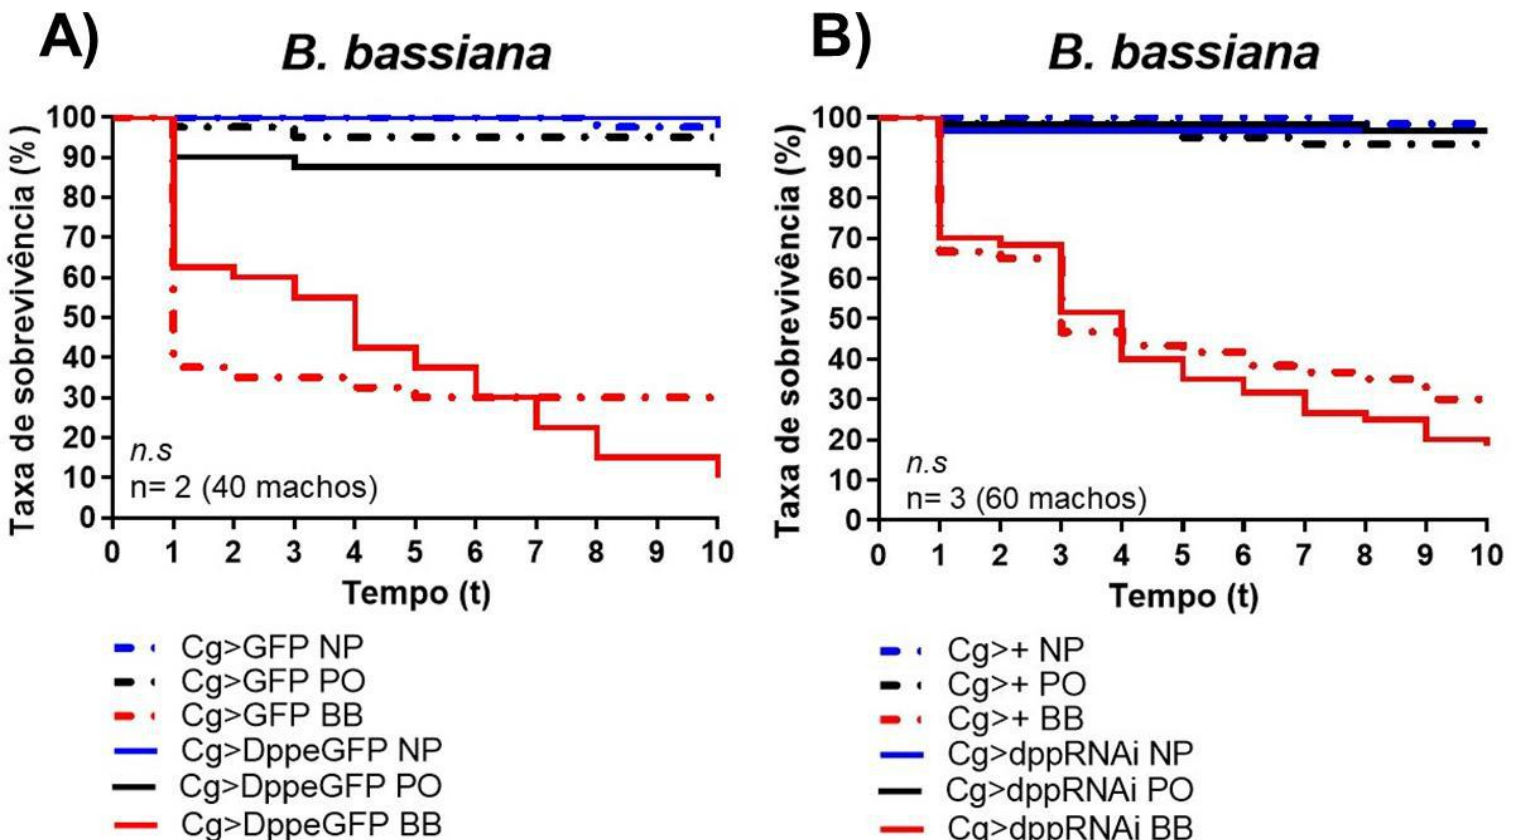 A)
B. bassiana
Taxa de sobrevivência (%)
100
90
80
70
60
50
40
30
20
10
0
n.s
n= 2 (40 machos)
0 1 2 3 4 5 6 7 8 9 10
Tempo (t)
Cg>GFP NP
Cg>GFP PO
Cg>GFP BB
Cg>DppeGFP NP
Cg>DppeGFP PO
Cg>DppeGFP BB
B)
B. bassiana
Taxa de sobrevivência (%)
100
90
80
70
60
50
40
30
20
10
0
n.s
n= 3 (60 machos)
0 1 2 3 4 5 6 7 8 9 10
Tempo (t)
Cg>+ NP
Cg>+ PO
Cg>+ BB
Cg>dppRNAi NP
Cg>dppRNAi PO
Cg>dppRNAi BB